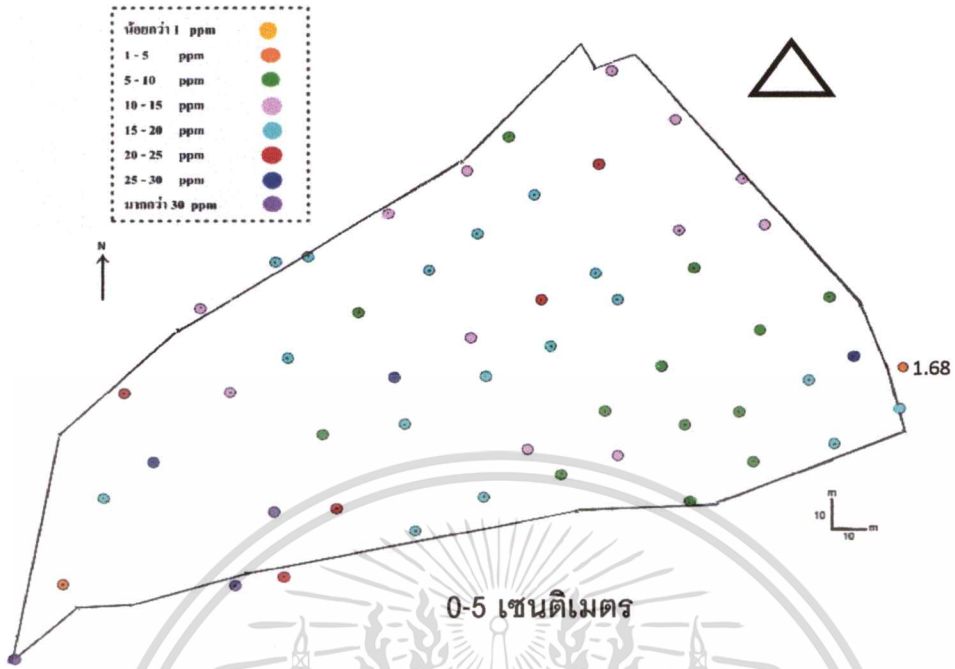 น้อยกว่า 1 ppm
1 - 5 ppm
5 - 10 ppm
10 - 15 ppm
15 - 20 ppm
20 - 25 ppm
25 - 30 ppm
มากกว่า 30 ppm
N
1.68
m
10
m
10
0-5 เซนติเมตร